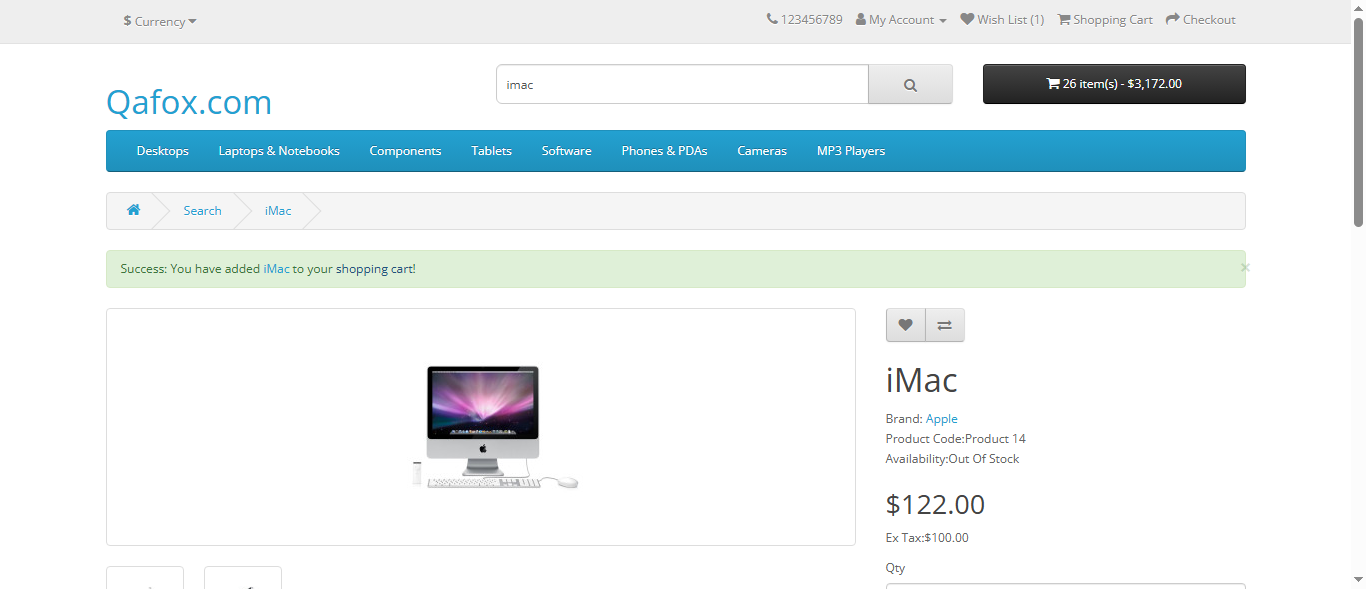 $ Currency
123456789 My Account Wish List (1) Shopping Cart Checkout
Qafox.com
imac
26 item(s) - $3,172.00
Desktops Laptops & Notebooks Components Tablets Software Phones & PDAs Cameras MP3 Players
Search iMac
Success: You have added iMac to your shopping cart!
×
iMac
Brand: Apple
Product Code:Product 14
Availability:Out Of Stock
$122.00
Ex Tax:$100.00
Qty